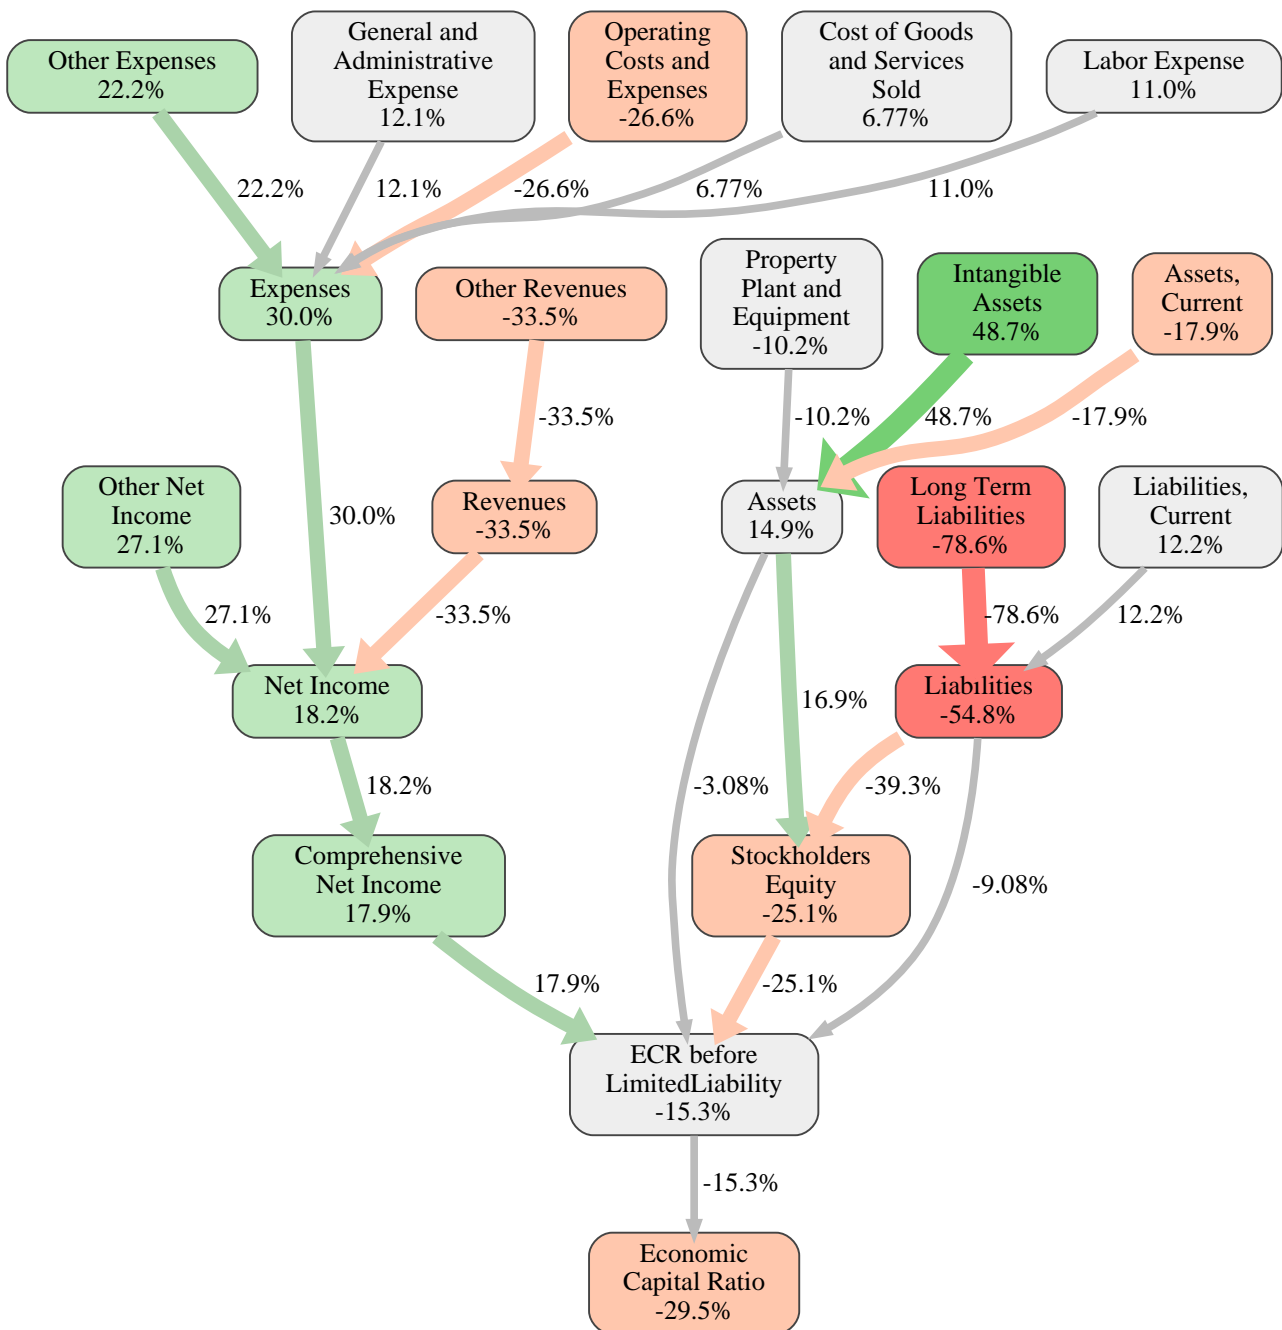 Other Expenses
22.2%
General and
Administrative
Expense
12.1%
Operating
Costs and
Expenses
-26.6%
Cost of Goods
and Services
Sold
6.77%
Labor Expense
11.0%
22.2%
12.1%
-26.6%
6.77%
11.0%
Expenses
30.0%
Other Revenues
-33.5%
Property
Plant and
Equipment
-10.2%
Intangible
Assets
48.7%
Assets,
Current
-17.9%
-33.5%
-10.2%
48.7%
-17.9%
Other Net
Income
27.1%
30.0%
Revenues
-33.5%
Assets
14.9%
Long Term
Liabilities
-78.6%
Liabilities,
Current
12.2%
27.1%
-33.5%
-78.6%
12.2%
Net Income
18.2%
16.9%
Liabilities
-54.8%
18.2%
-3.08%
-39.3%
Comprehensive
Net Income
17.9%
Stockholders
Equity
-25.1%
-9.08%
17.9%
-25.1%
ECR before
LimitedLiability
-15.3%
-15.3%
Economic
Capital Ratio
-29.5%